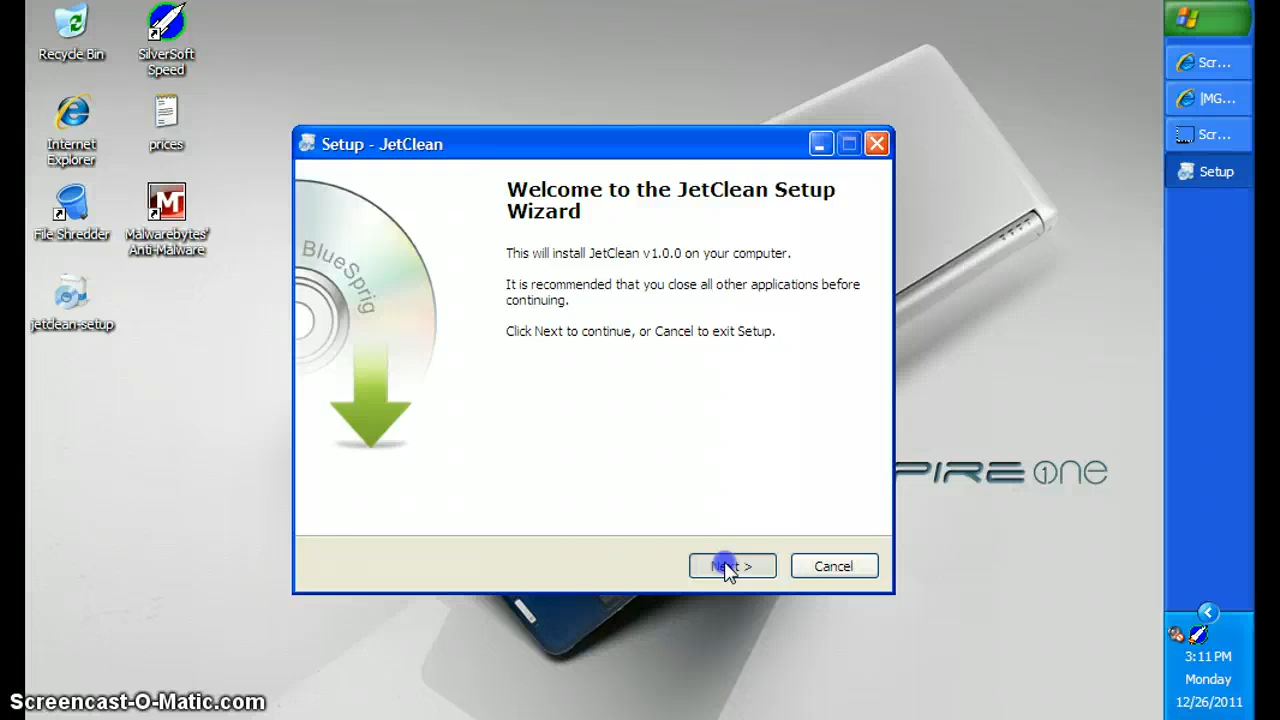 Recycle Bin
SilverSoft
Speed
Internet
Explorer
prices
File Shredder
Malwarebytes'
Anti-Malware
jetclean-setup
Setup - JetClean
BlueSprig
Welcome to the JetClean Setup
Wizard
This will install JetClean v1.0.0 on your computer.
It is recommended that you close all other applications before
continuing.
Click Next to continue, or Cancel to exit Setup.
Next >
Cancel
PIRE one
Scr...
|MG...
Scr...
Setup
3:11 PM
Monday
12/26/2011
Screencast-O-Matic.com